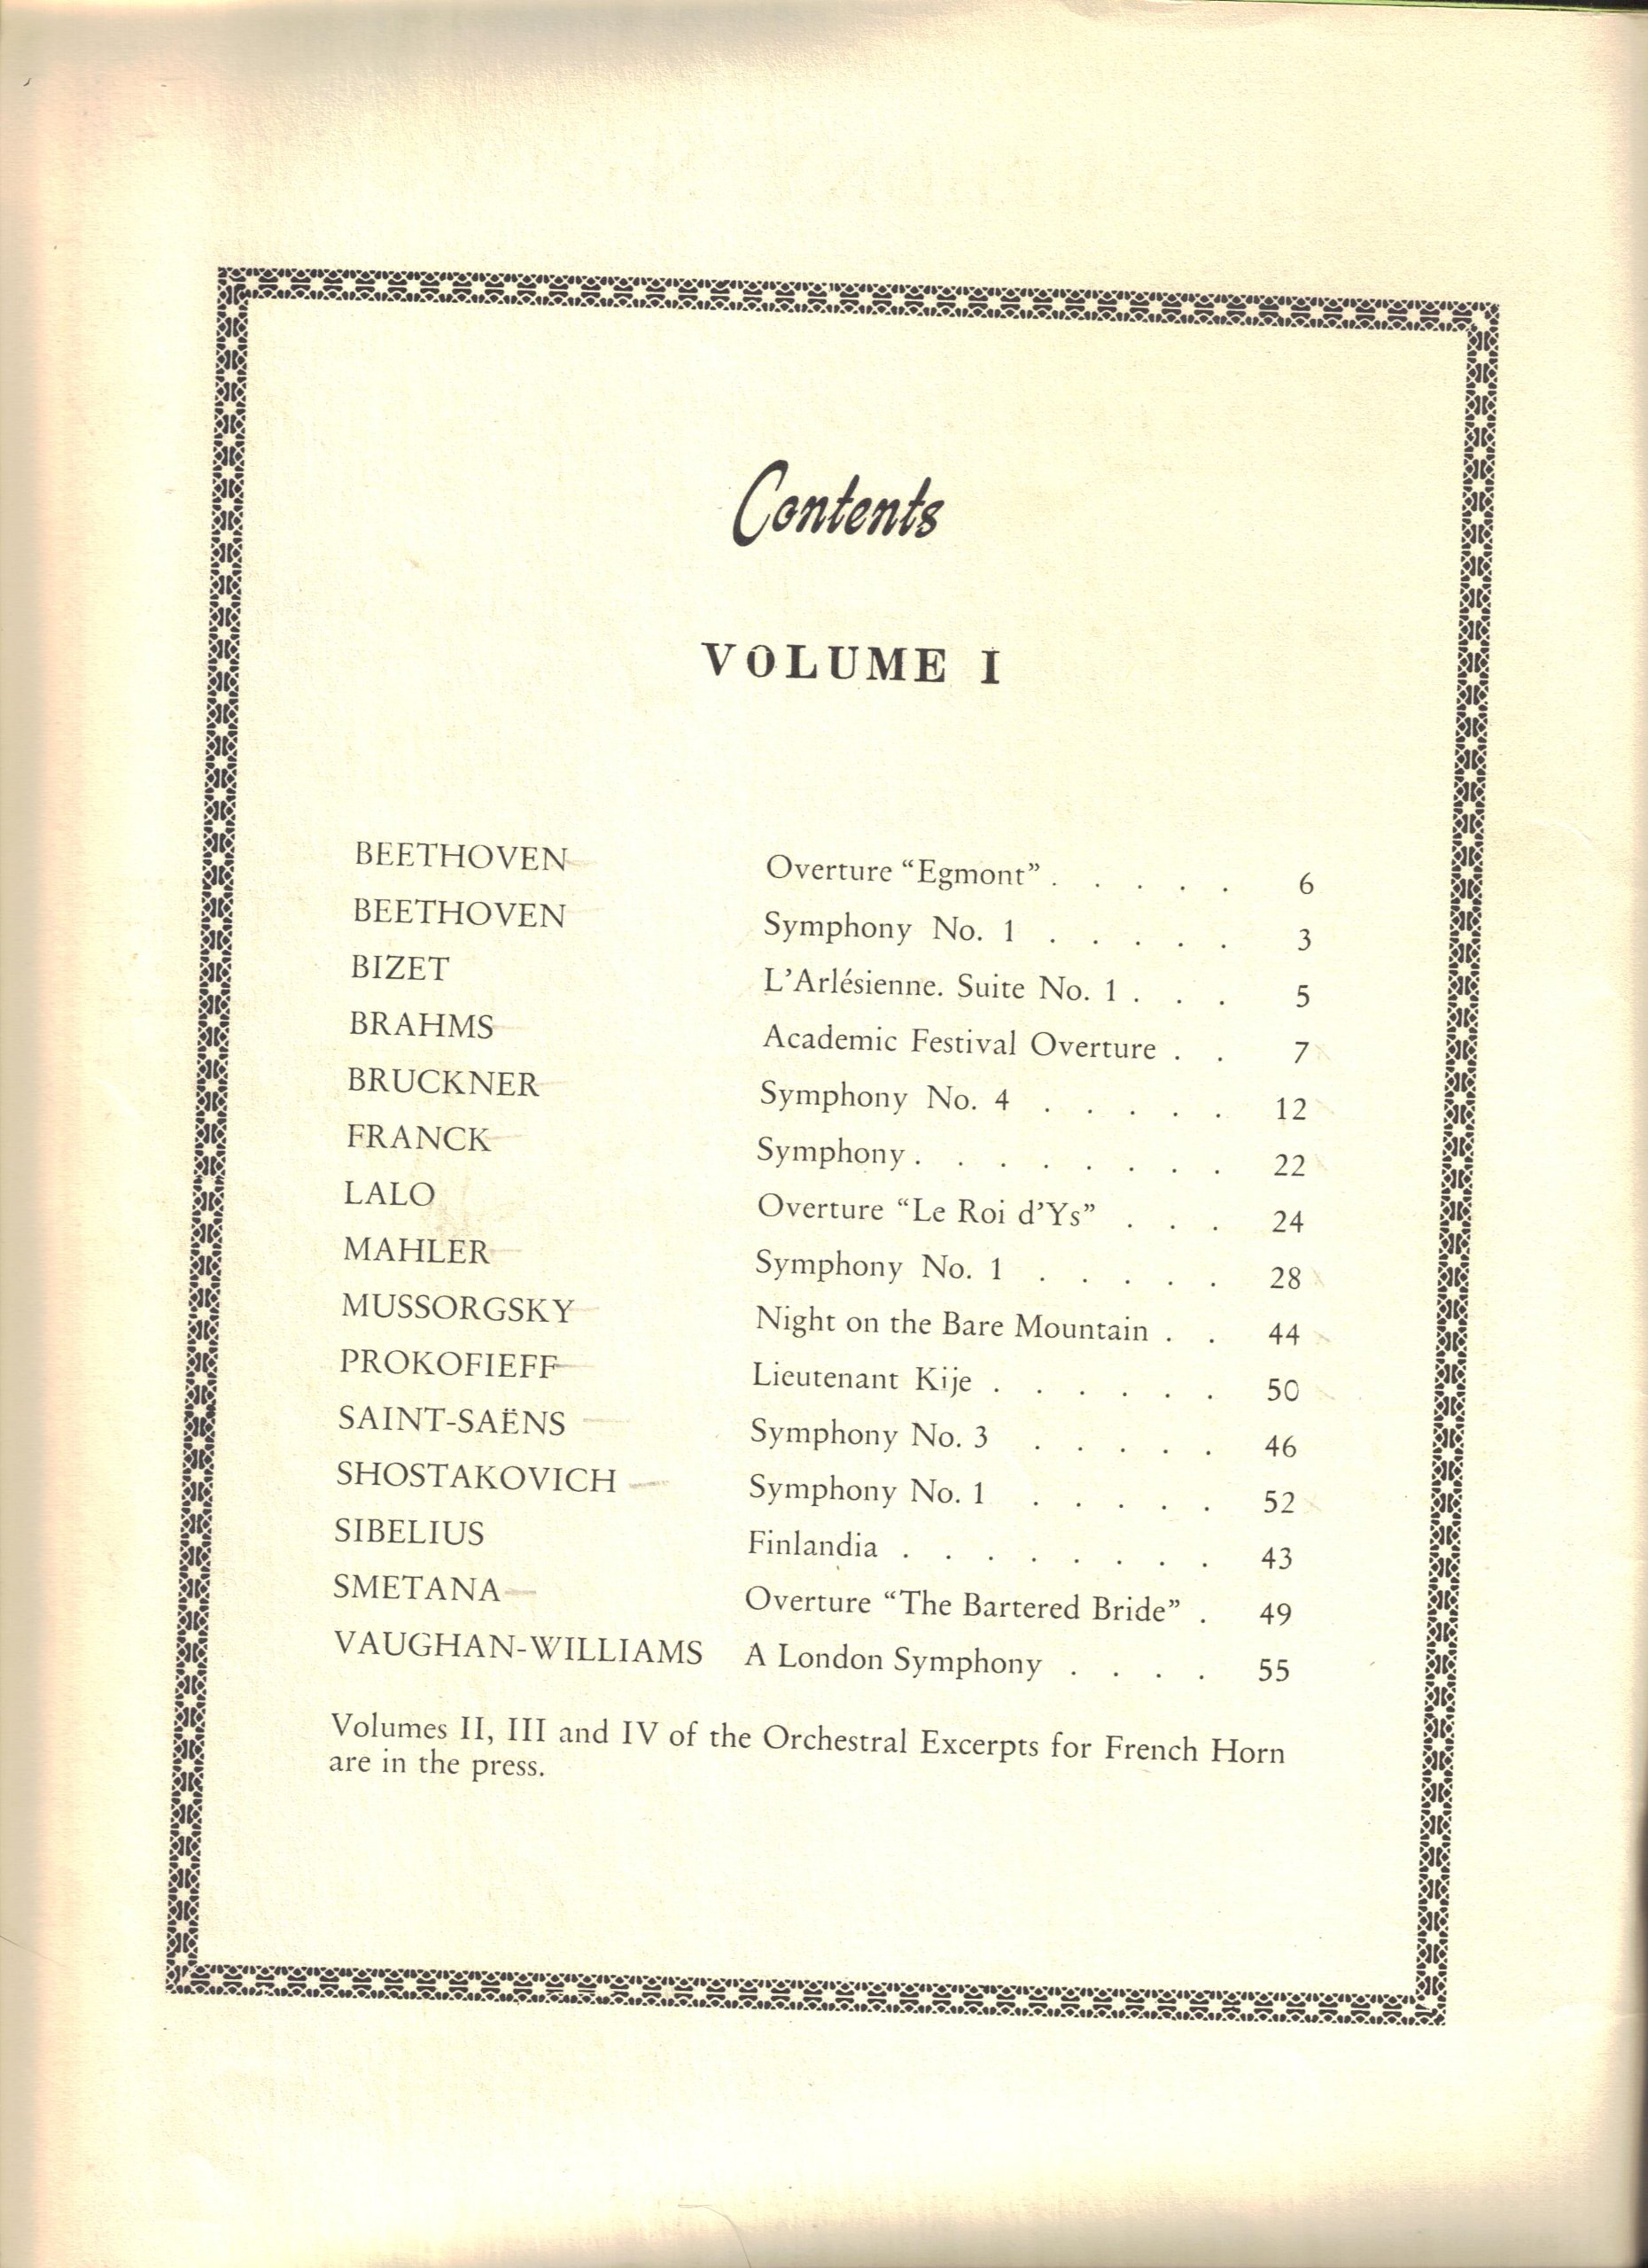 Contents
VOLUME I
BEETHOVEN Overture “Egmont” . . . . . 6
BEETHOVEN Symphony No. 1 . . . . . 3
BIZET L’Arlésienne. Suite No. 1 . . . 5
BRAHMS Academic Festival Overture . . 7
BRUCKNER Symphony No. 4 . . . . . 12
FRANCK Symphony . . . . . . . . 22
LALO Overture “Le Roi d’Ys” . . . 24
MAHLER Symphony No. 1 . . . . . 28
MUSSORGSKY Night on the Bare Mountain . . 44
PROKOFIEFF Lieutenant Kije . . . . . . 50
SAINT-SAËNS Symphony No. 3 . . . . . 46
SHOSTAKOVICH Symphony No. 1 . . . . . 52
SIBELIUS Finlandia . . . . . . . . 43
SMETANA Overture “The Bartered Bride” . 49
VAUGHAN-WILLIAMS A London Symphony . . . . 55
Volumes II, III and IV of the Orchestral Excerpts for French Horn
are in the press.